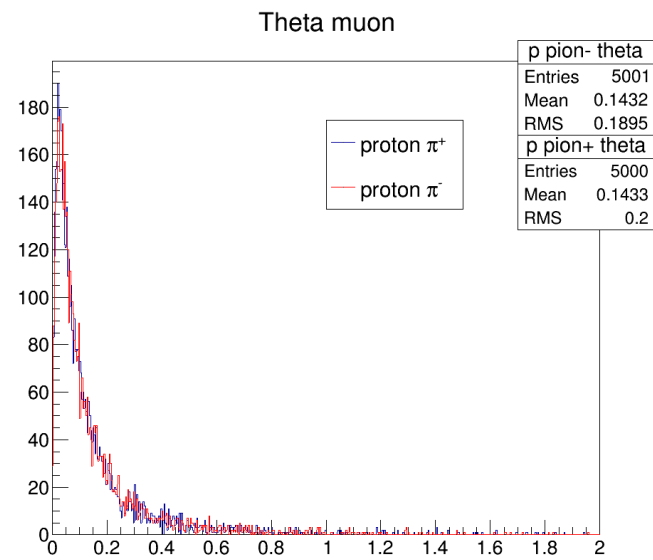 Theta muon
p pion- theta
Entries 5001
Mean 0.1432
RMS 0.1895
p pion+ theta
Entries 5000
Mean 0.1433
RMS 0.2
proton π⁺
proton π⁻
180
160
140
120
100
80
60
40
20
0
0 0.2 0.4 0.6 0.8 1 1.2 1.4 1.6 1.8 2